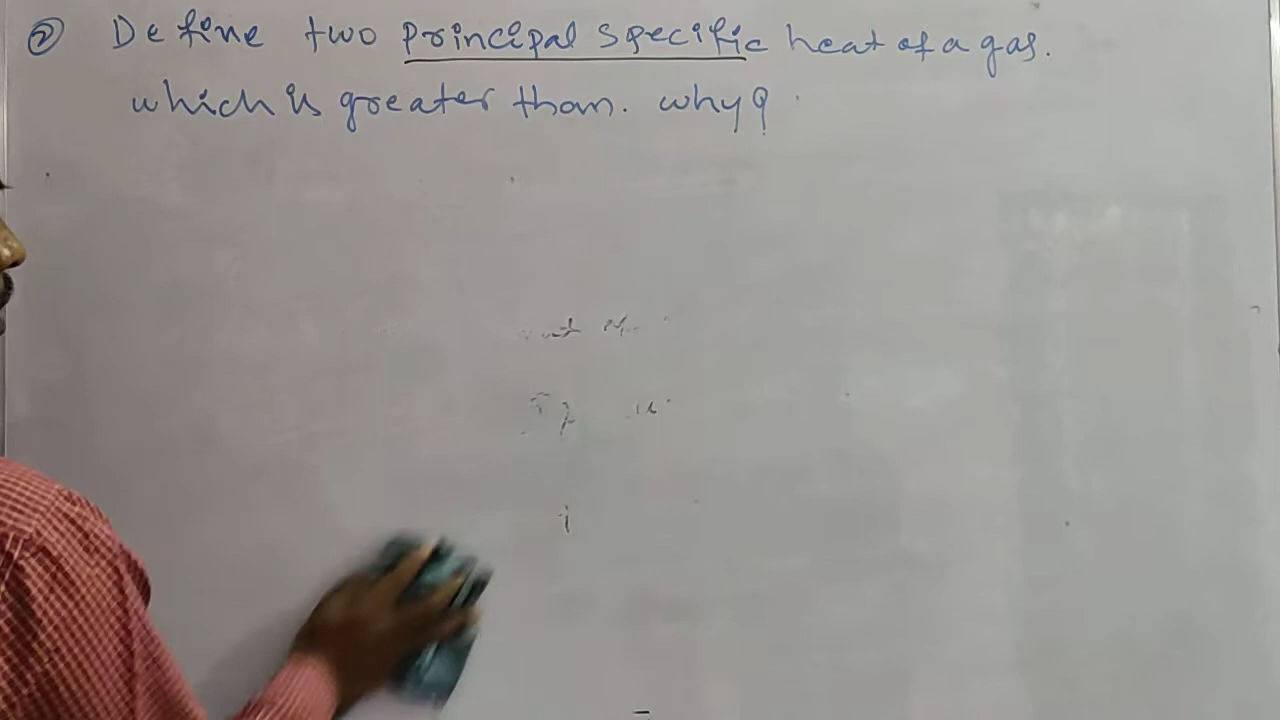 ② Define two principal specific heat of a gas.
which is greater than. why?